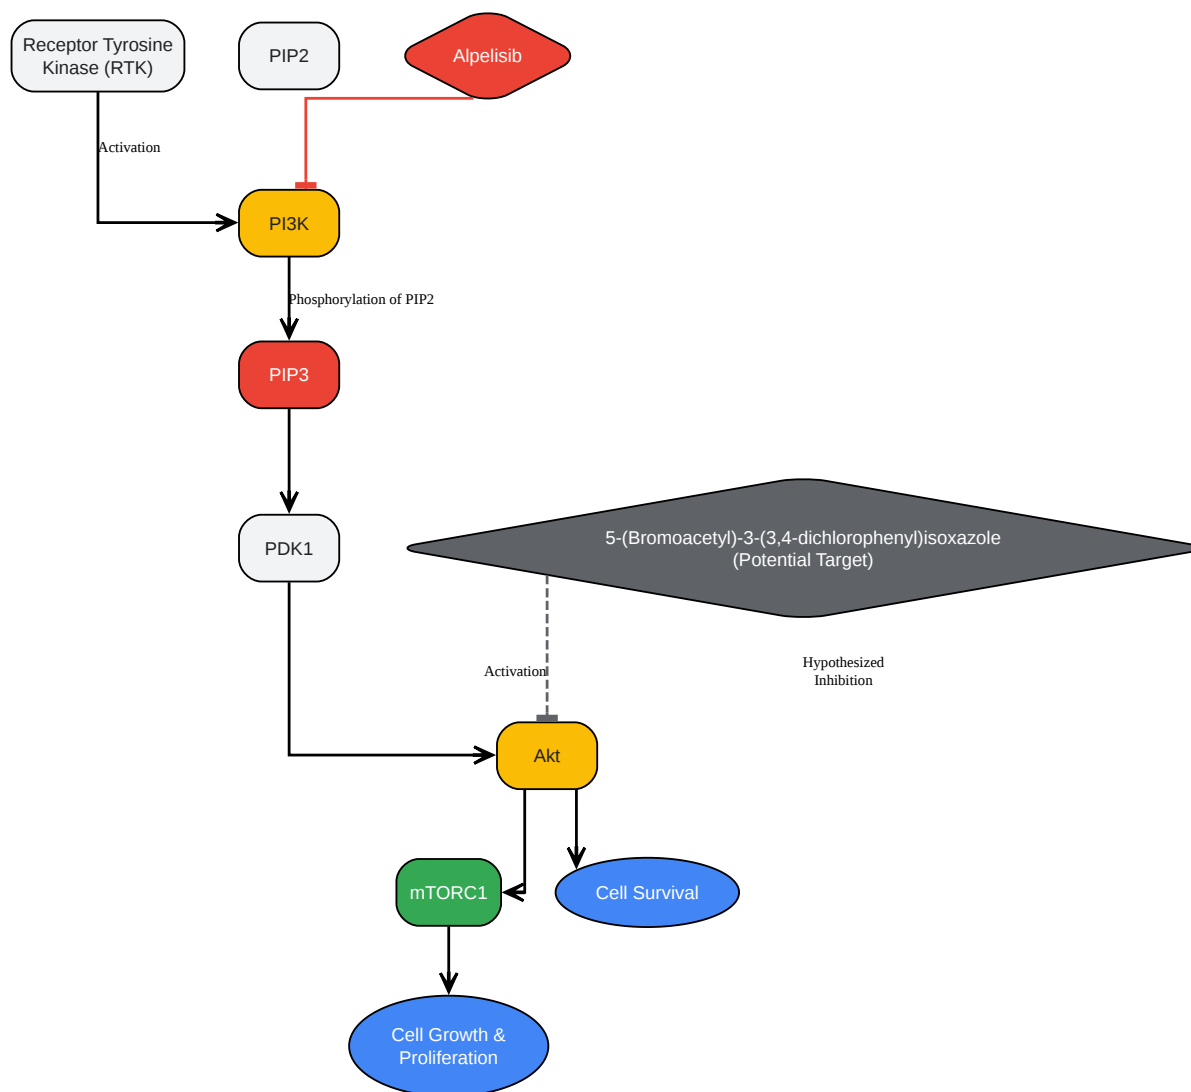 Receptor Tyrosine
Kinase (RTK)
PIP2
Alpelisib
Activation
PI3K
Phosphorylation of PIP2
PIP3
PDK1
5-(Bromoacetyl)-3-(3,4-dichlorophenyl)isoxazole
(Potential Target)
Activation
Hypothesized
Inhibition
Akt
mTORC1
Cell Survival
Cell Growth &
Proliferation